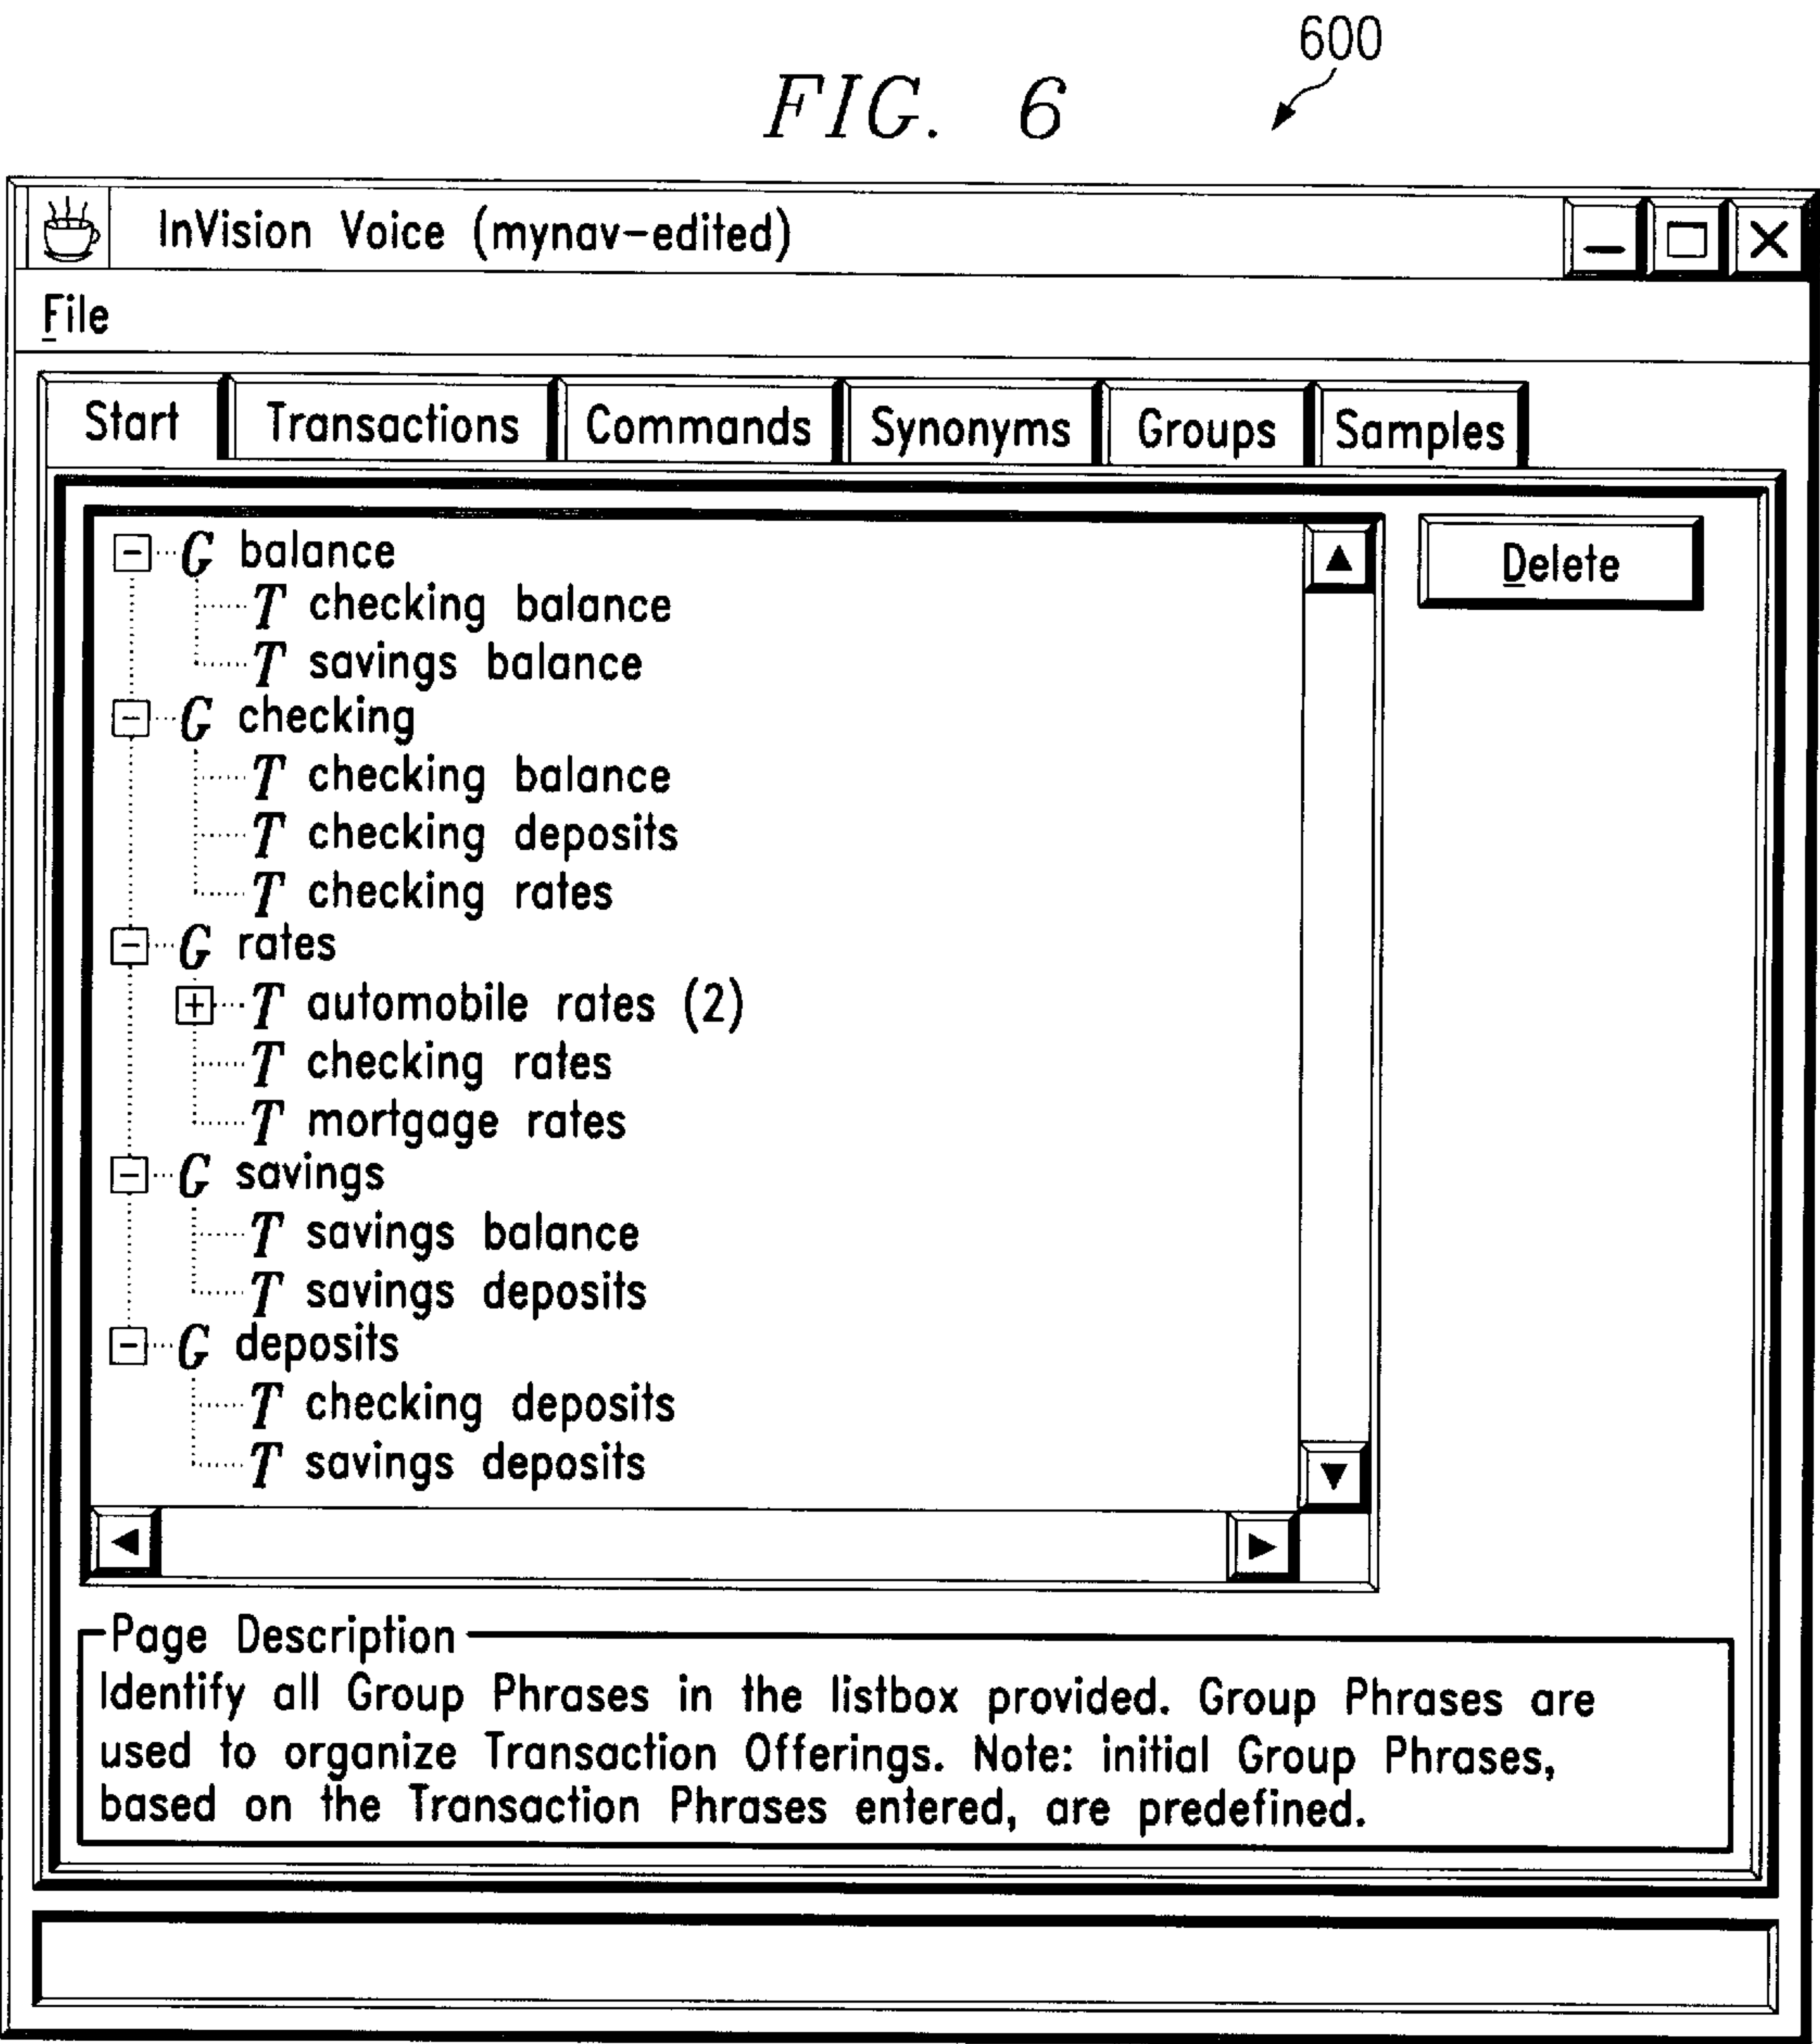 600
FIG. 6
InVision Voice (mynav-edited)
File
Start Transactions Commands Synonyms Groups Samples
G balance
T checking balance
T savings balance
G checking
T checking balance
T checking deposits
T checking rates
G rates
T automobile rates (2)
T checking rates
T mortgage rates
G savings
T savings balance
T savings deposits
G deposits
T checking deposits
T savings deposits
Delete
Page Description
Identify all Group Phrases in the listbox provided. Group Phrases are
used to organize Transaction Offerings. Note: initial Group Phrases,
based on the Transaction Phrases entered, are predefined.